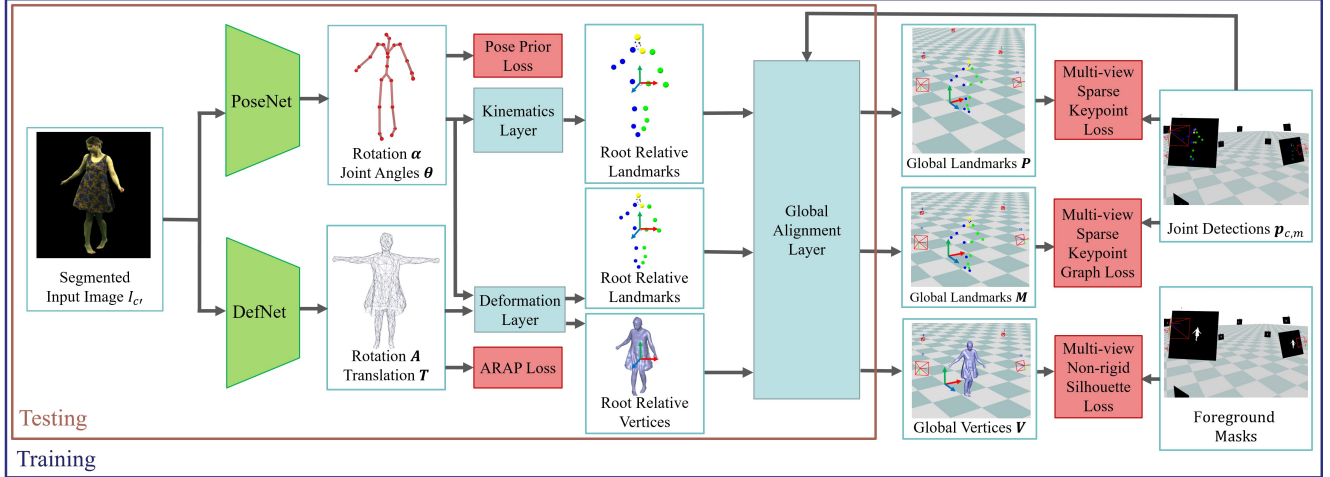 PoseNet
Rotation α
Joint Angles θ
Pose Prior
Loss
Kinematics
Layer
Root Relative
Landmarks
Global
Alignment
Layer
Global Landmarks P
Multi-view
Sparse
Keypoint
Loss
Joint Detections p_{c,m}
Segmented
Input Image I_{c'}
DefNet
Rotation A
Translation T
Deformation
Layer
ARAP Loss
Root Relative
Landmarks
Root Relative
Vertices
Global Landmarks M
Multi-view
Sparse
Keypoint
Graph Loss
Global Vertices V
Multi-view
Non-rigid
Silhouette
Loss
Foreground
Masks
Testing
Training